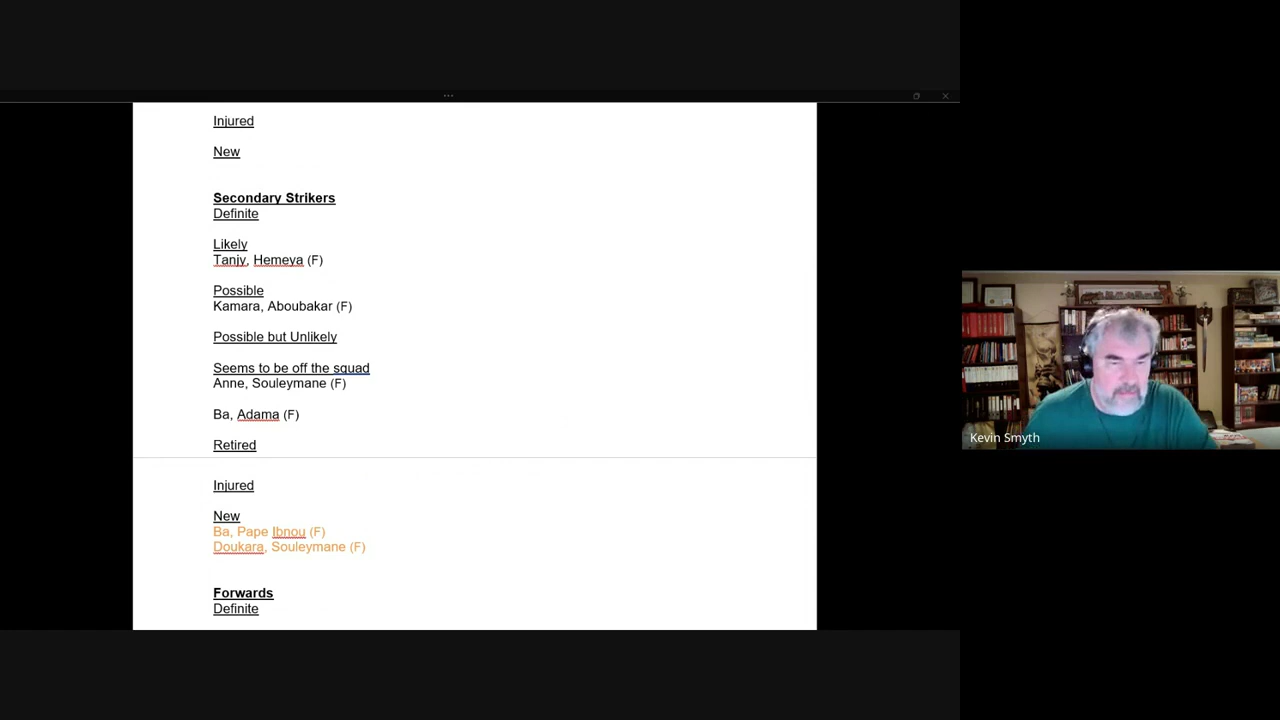 Injured
New
Secondary Strikers
Definite
Likely
Tanjy, Hemeya (F)
Possible
Kamara, Aboubakar (F)
Possible but Unlikely
Seems to be off the squad
Anne, Souleymane (F)
Ba, Adama (F)
Retired
Injured
New
Ba, Pape Ibnou (F)
Doukara, Souleymane (F)
Forwards
Definite
Kevin Smyth